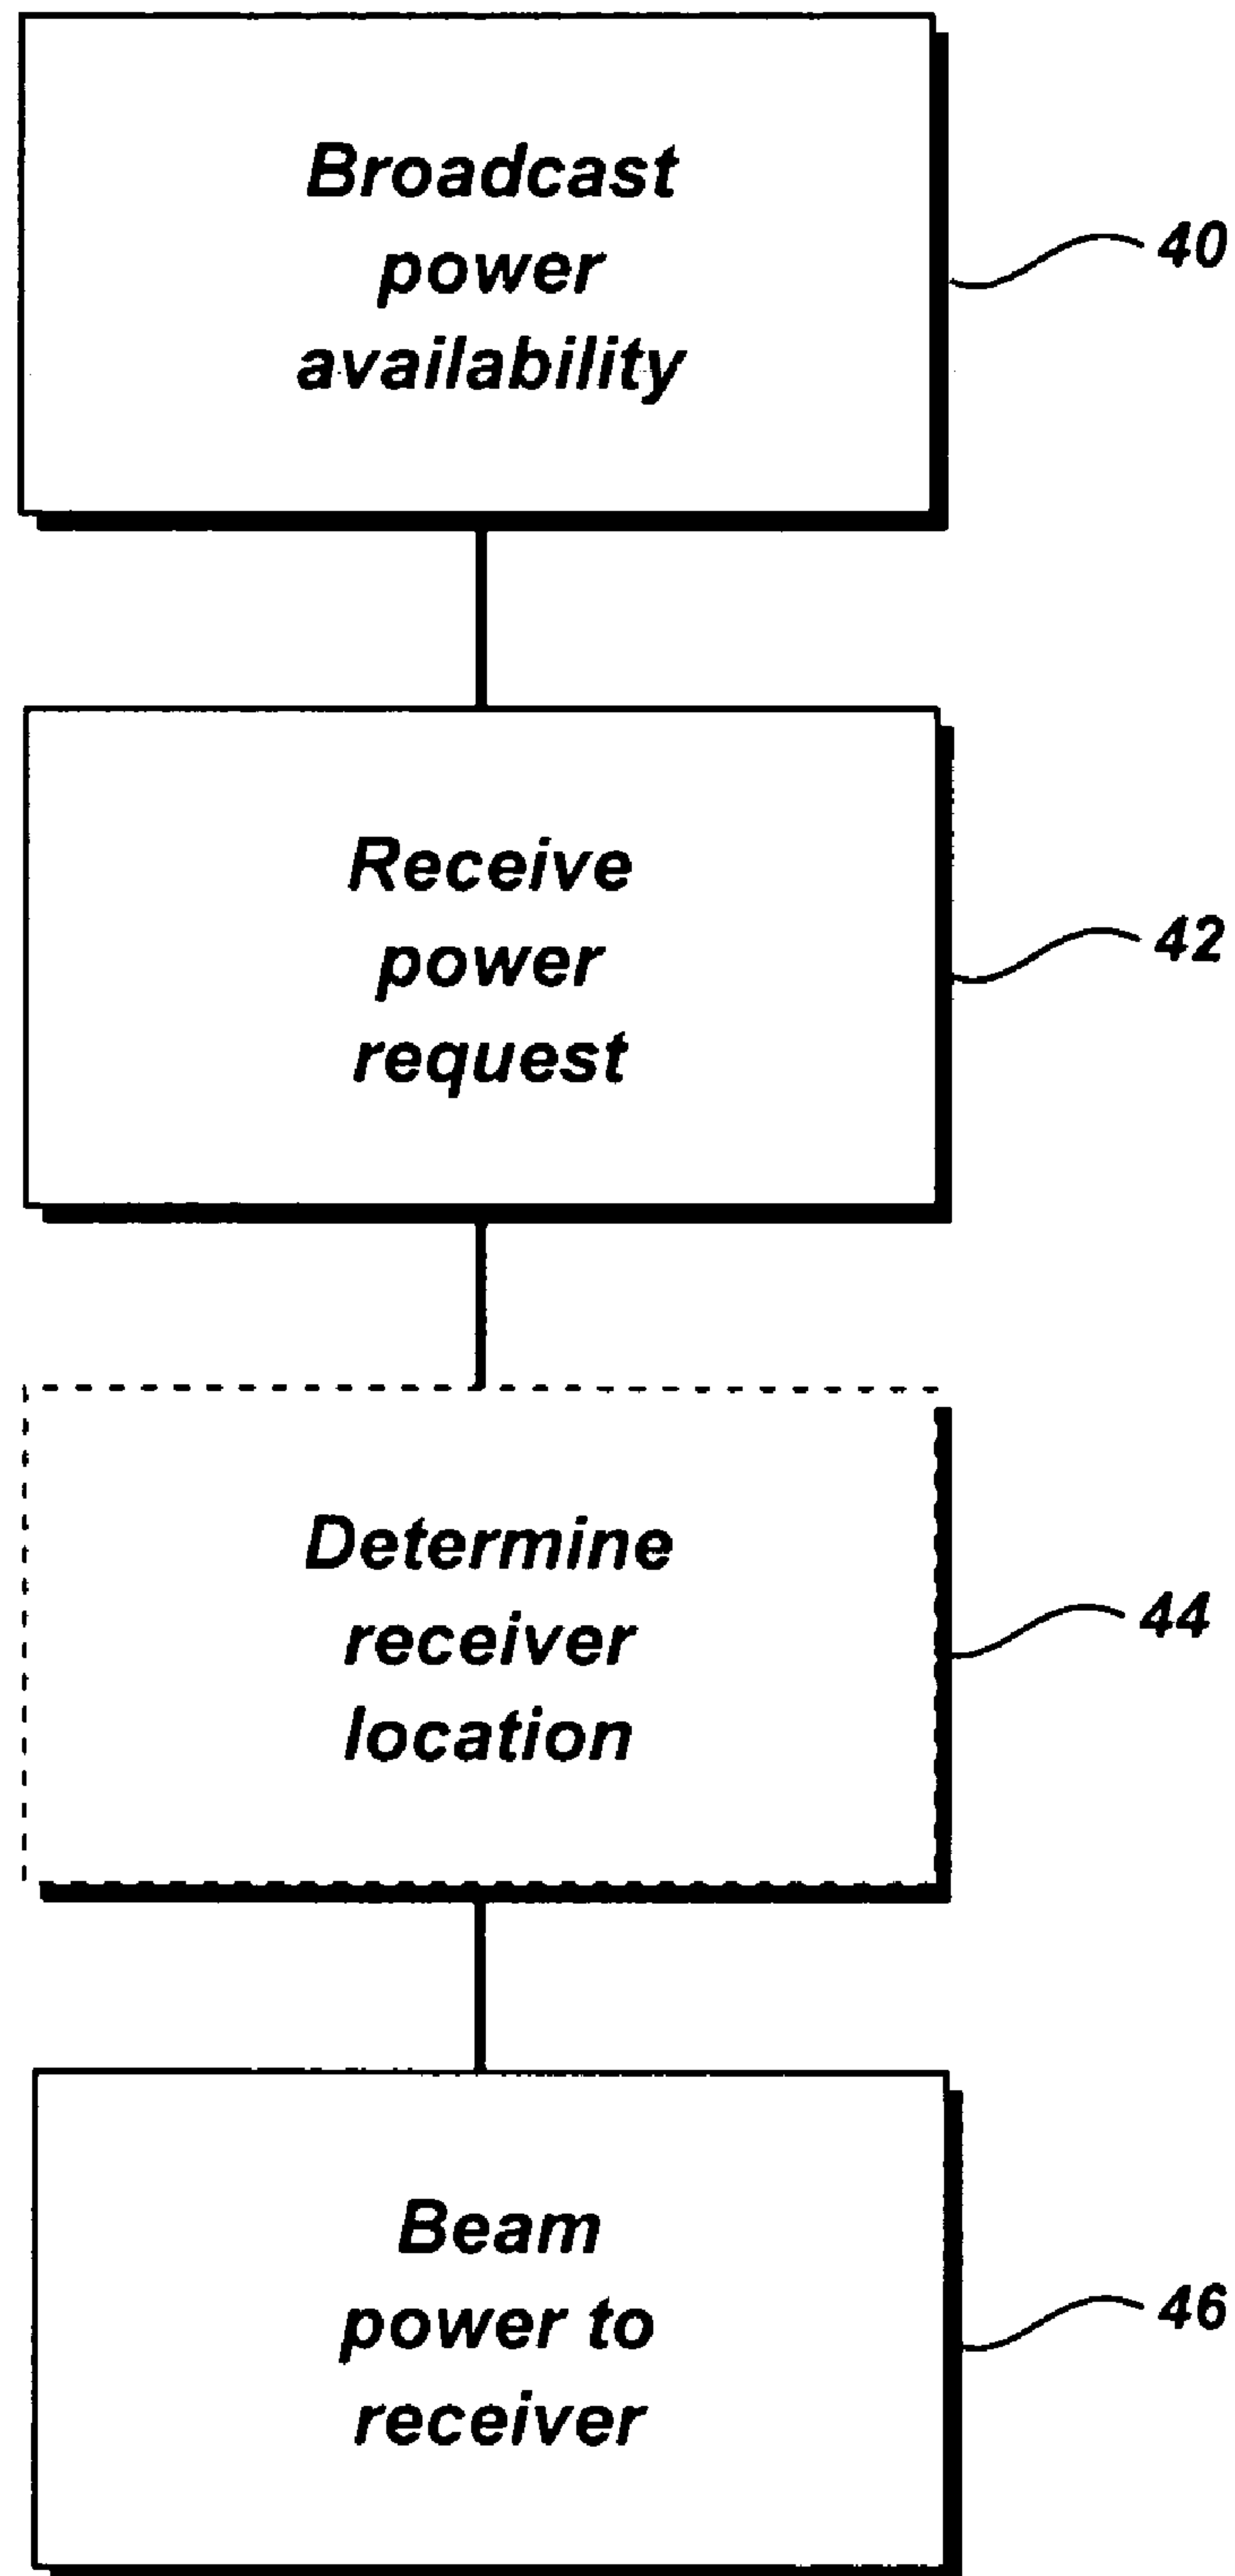 Broadcast
power
availability
40
Receive
power
request
42
Determine
receiver
location
44
Beam
power to
receiver
46